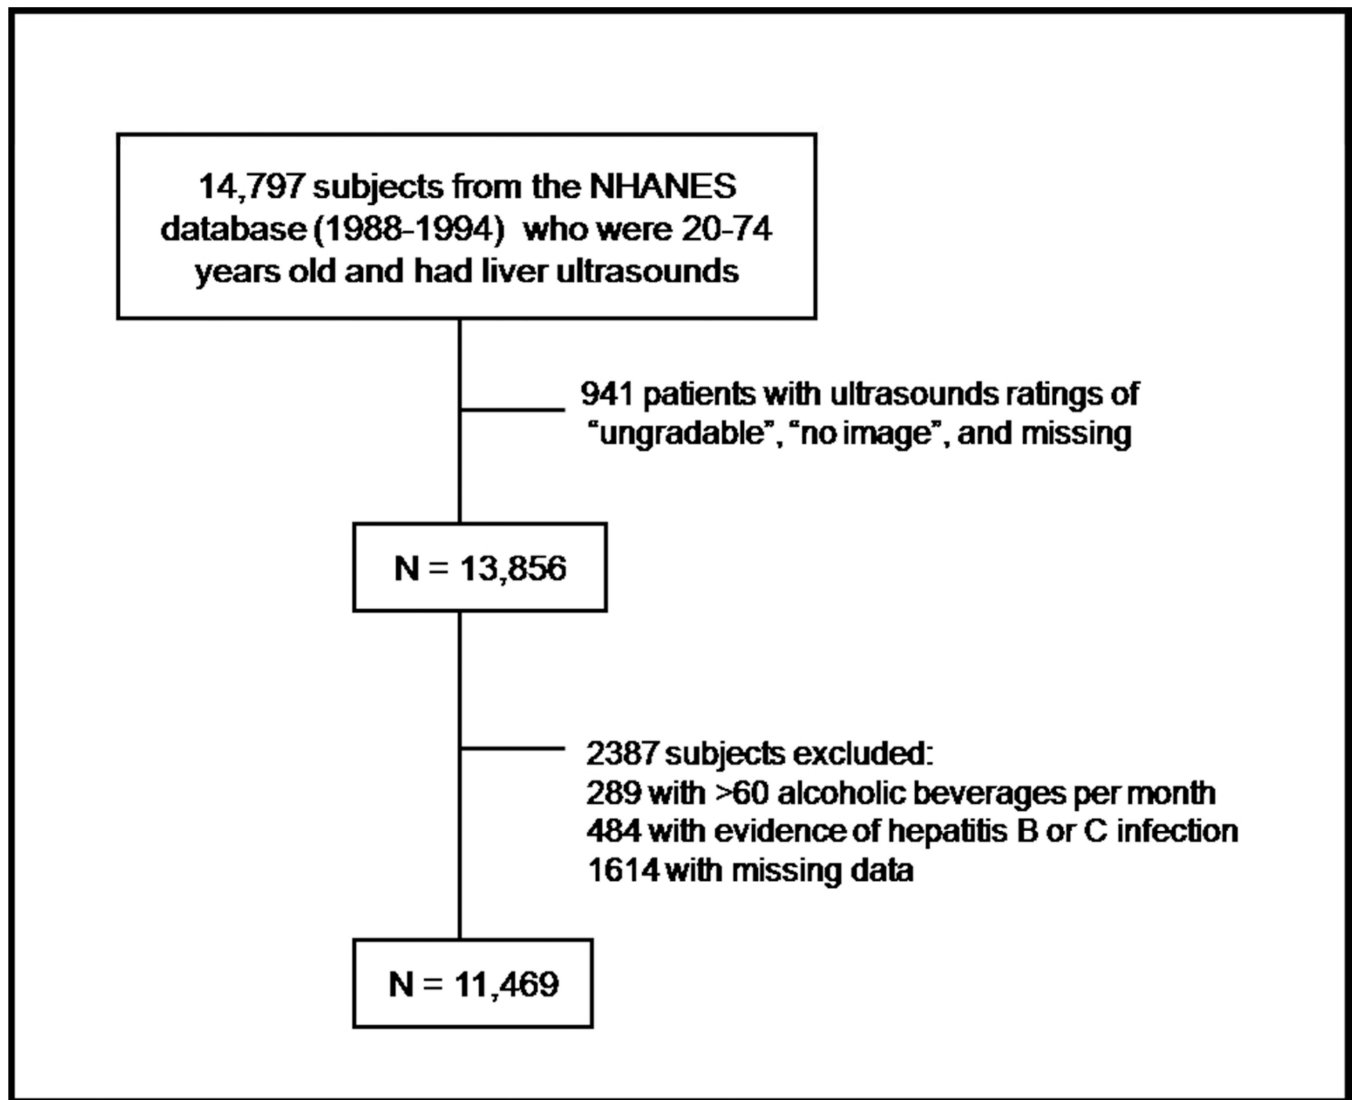 14,797 subjects from the NHANES
database (1988-1994) who were 20-74
years old and had liver ultrasounds
941 patients with ultrasounds ratings of
“ungradable”, “no image”, and missing
N = 13,856
2387 subjects excluded:
289 with >60 alcoholic beverages per month
484 with evidence of hepatitis B or C infection
1614 with missing data
N = 11,469